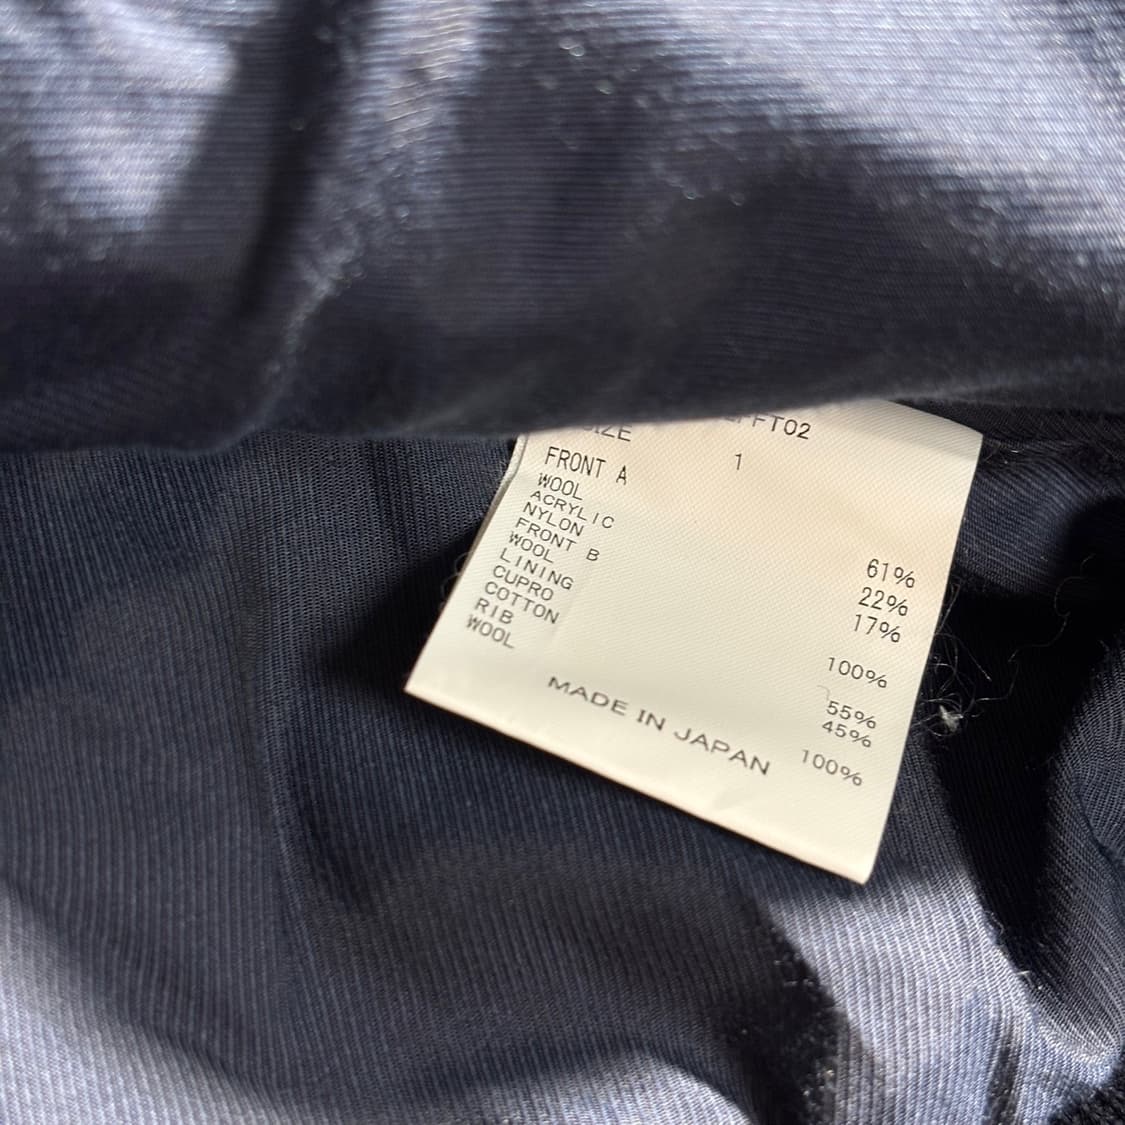 SIZE
1
FRONT A
WOOL 61%
ACRYLIC 22%
NYLON 17%
FRONT B
WOOL 100%
LINING
CUPRO 55%
COTTON 45%
RIB
WOOL 100%
MADE IN JAPAN